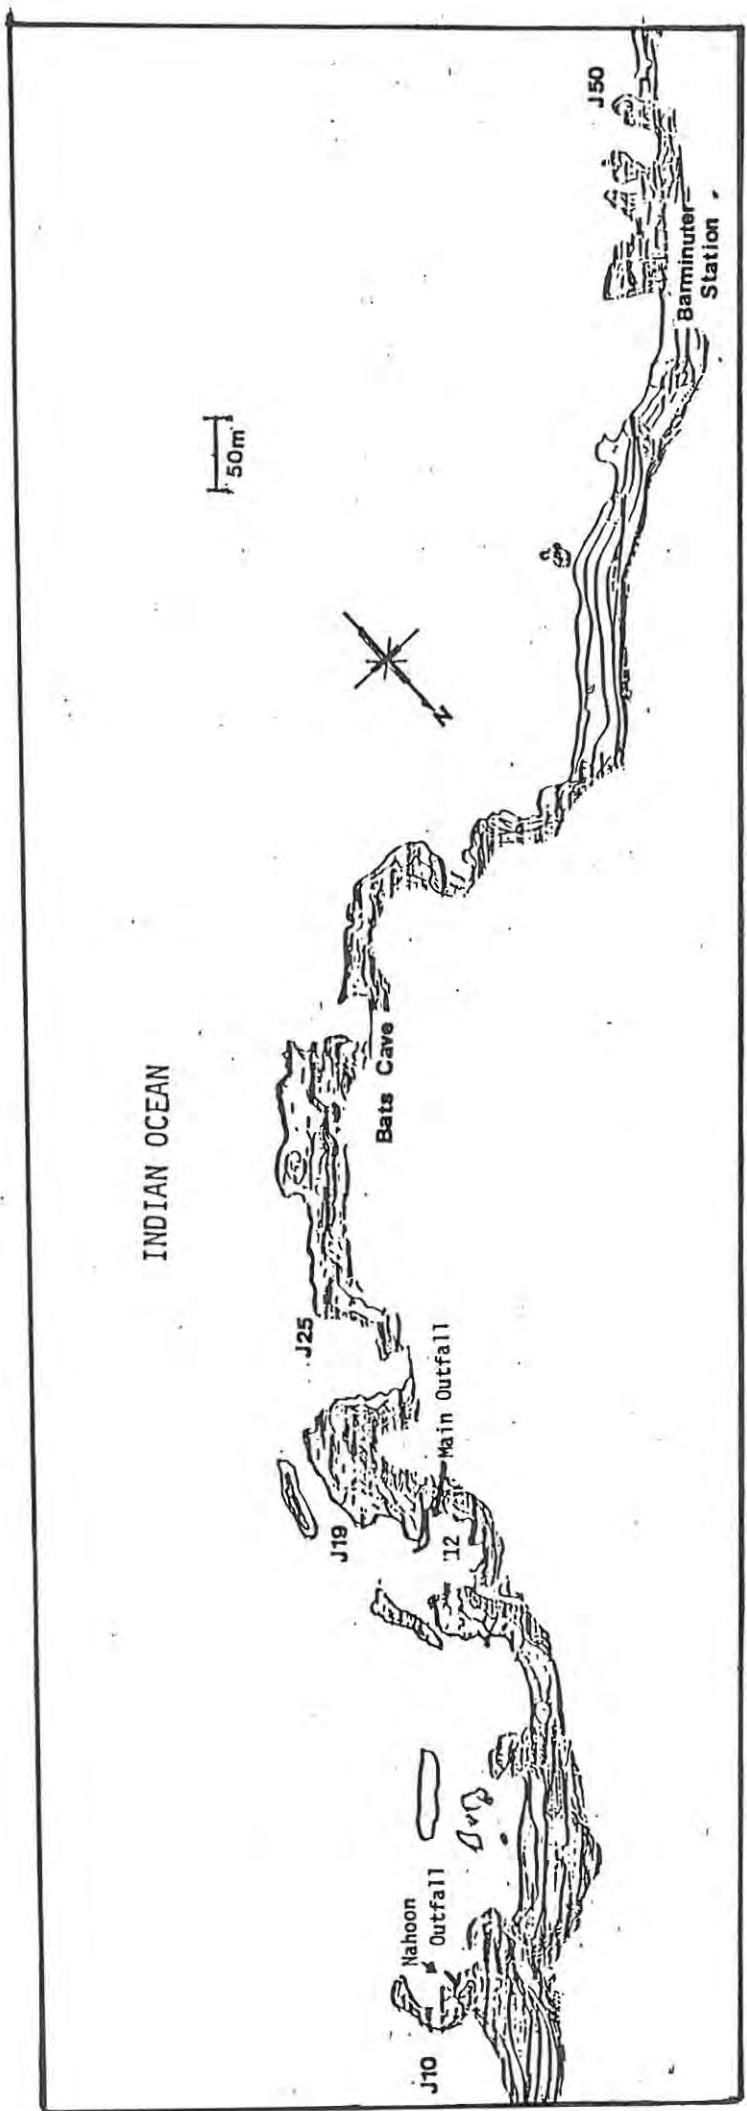 INDIAN OCEAN
50m
N
J50
Barminuter
Station
Bats Cave
J25
Main Outfall
J19
12
Nahoon
Outfall
J10